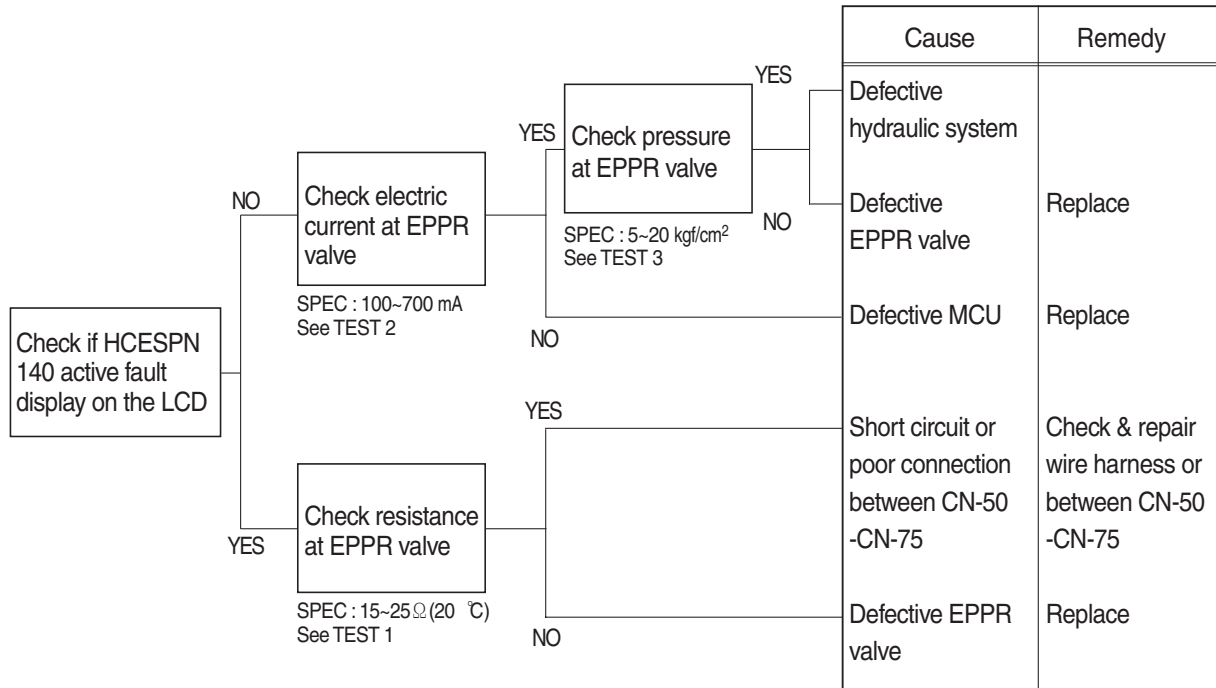 Cause
Remedy
YES
Defective
hydraulic system
YES
Check pressure
at EPPR valve
NO
Check electric
current at EPPR
valve
NO
Defective
EPPR valve
Replace
SPEC : 5~20 kgf/cm²
See TEST 3
SPEC : 100~700 mA
See TEST 2
NO
Defective MCU
Replace
Check if HCESPN
140 active fault
display on the LCD
YES
Short circuit or
poor connection
between CN-50
-CN-75
Check & repair
wire harness or
between CN-50
-CN-75
YES
Check resistance
at EPPR valve
SPEC : 15~25Ω(20 ℃)
See TEST 1
NO
Defective EPPR
valve
Replace